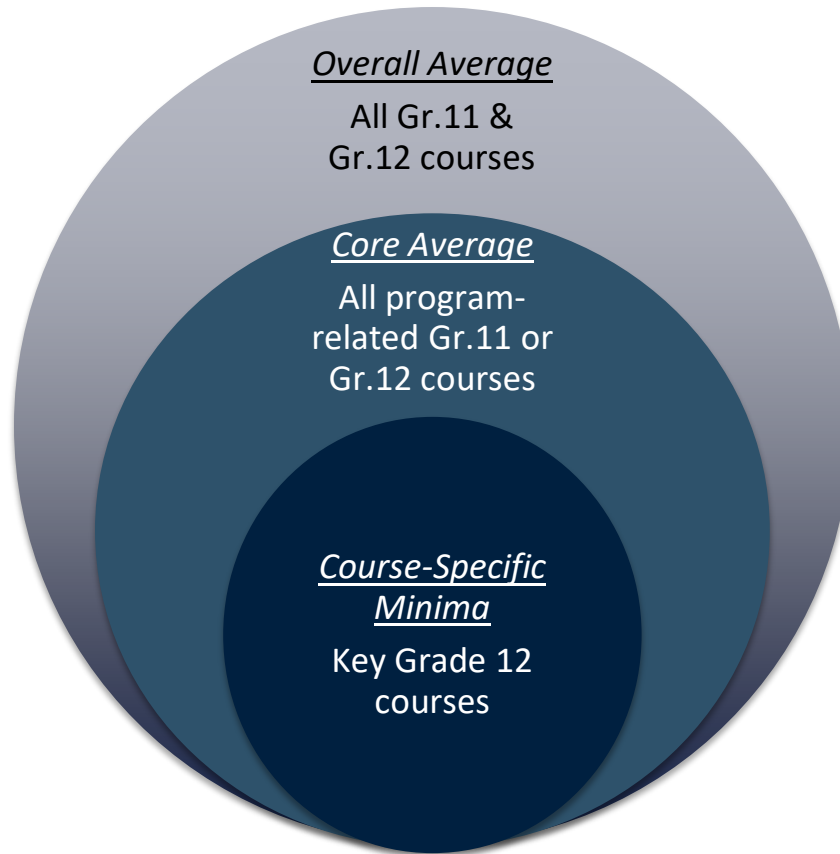 Overall Average
All Gr.11 &
Gr.12 courses
Core Average
All program-
related Gr.11 or
Gr.12 courses
Course-Specific
Minima
Key Grade 12
courses